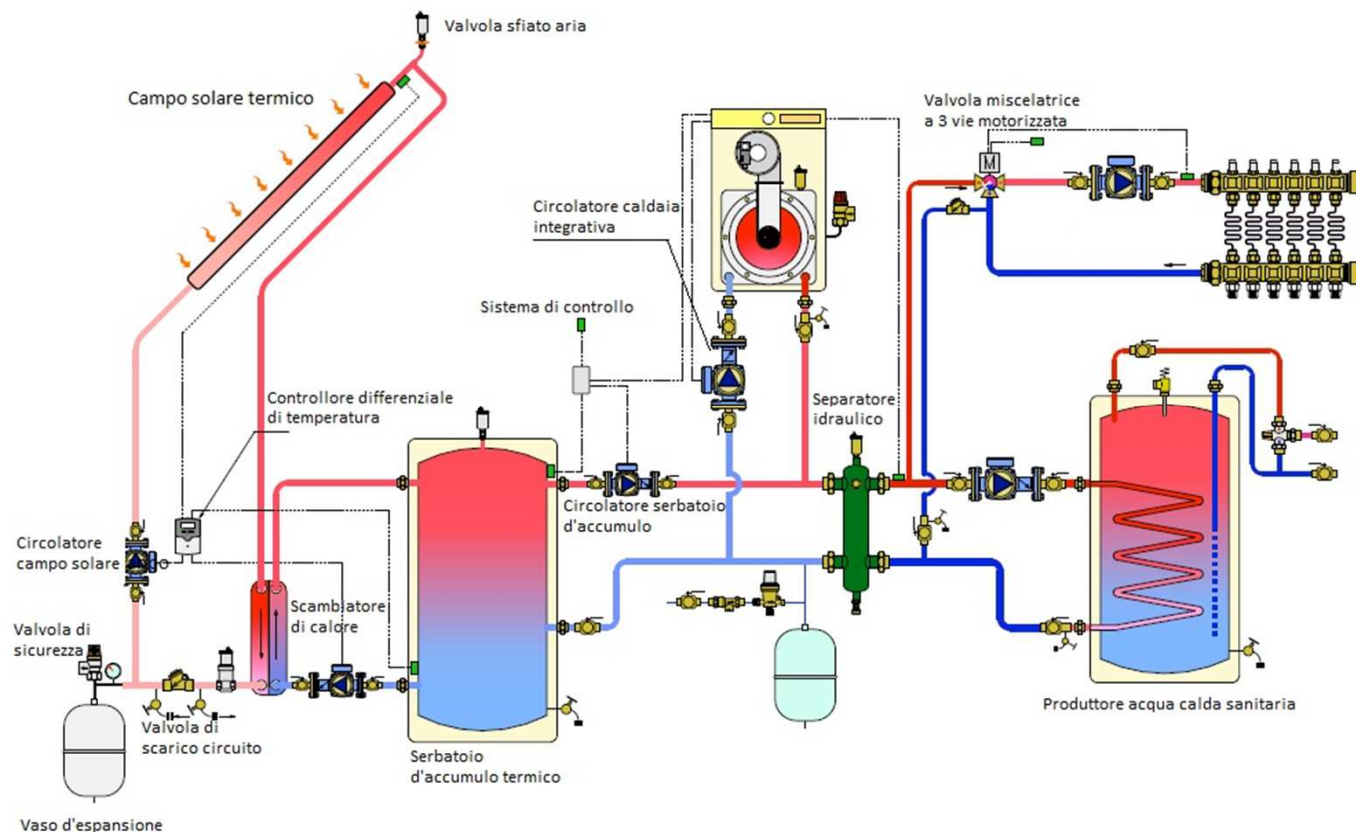 Valvola sfiato aria
Campo solare termico
Valvola miscelatrice
a 3 vie motorizzata
M
Circolatore caldaia
integrativa
Sistema di controllo
Controllore differenziale
di temperatura
Separatore
idraulico
Circolatore serbatoio
d'accumulo
Circolatore
campo solare
Scambiatore
di calore
Valvola di
sicurezza
Valvola di
scarico circuito
Serbatoio
d'accumulo termico
Produttore acqua calda sanitaria
Vaso d'espansione